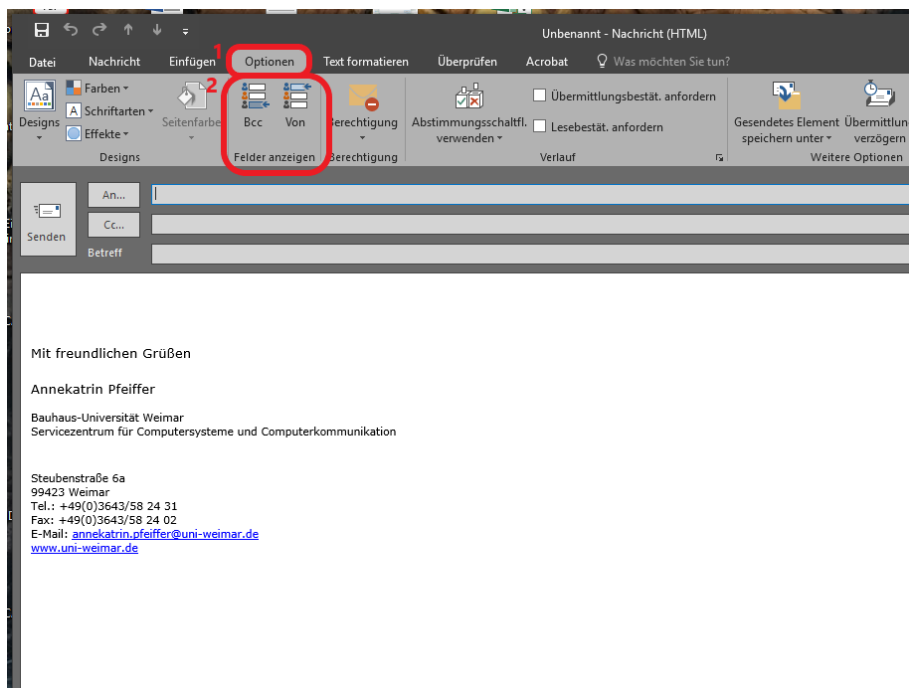 Unbenannt - Nachricht (HTML)
1
Datei Nachricht Einfügen Optionen Text formatieren Überprüfen Acrobat Was möchten Sie tun?
2
Aa Farben Übermittlungsbestät. anfordern
A Schriftarten
Designs Seitenfarbe Bcc Von Berechtigung Abstimmungsschaltfl. Lesebestät. anfordern Gesendetes Element Übermittlun
Effekte verwenden speichern unter verzögern
Designs Felder anzeigen Berechtigung Verlauf Weitere Optionen
An...
Cc...
Senden
Betreff
Mit freundlichen Grüßen
Annekatrin Pfeiffer
Bauhaus-Universität Weimar
Servicezentrum für Computersysteme und Computerkommunikation
Steubenstraße 6a
99423 Weimar
Tel.: +49(0)3643/58 24 31
Fax: +49(0)3643/58 24 02
E-Mail: annekatrin.pfeiffer@uni-weimar.de
www.uni-weimar.de